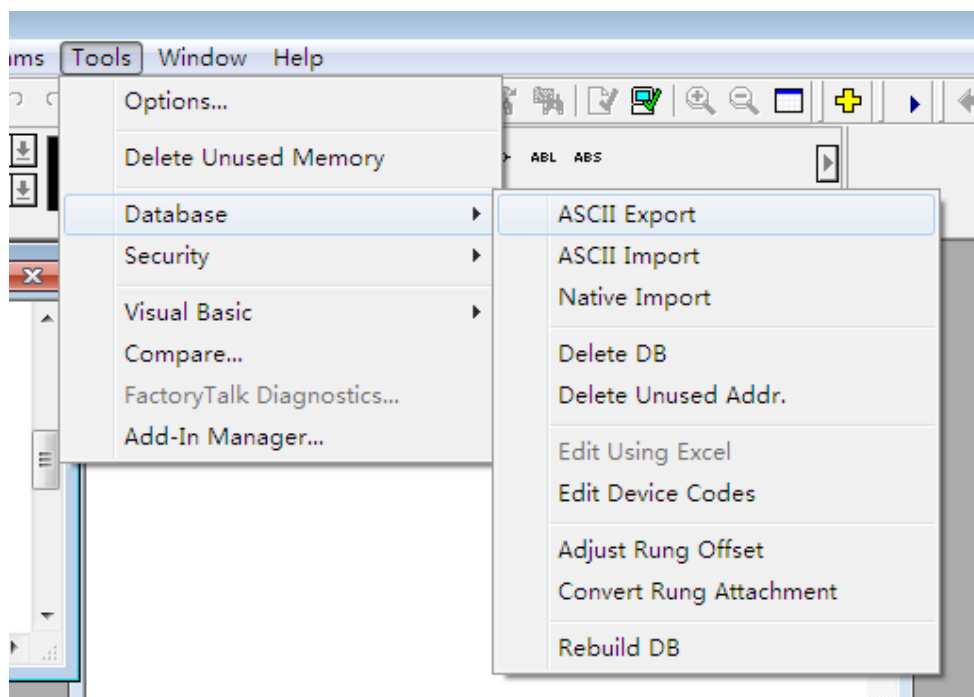 Tools Window Help
Options...
ABL ABS
Delete Unused Memory
Database
Security
Visual Basic
Compare...
FactoryTalk Diagnostics...
Add-In Manager...
ASCII Export
ASCII Import
Native Import
Delete DB
Delete Unused Addr.
Edit Using Excel
Edit Device Codes
Adjust Rung Offset
Convert Rung Attachment
Rebuild DB